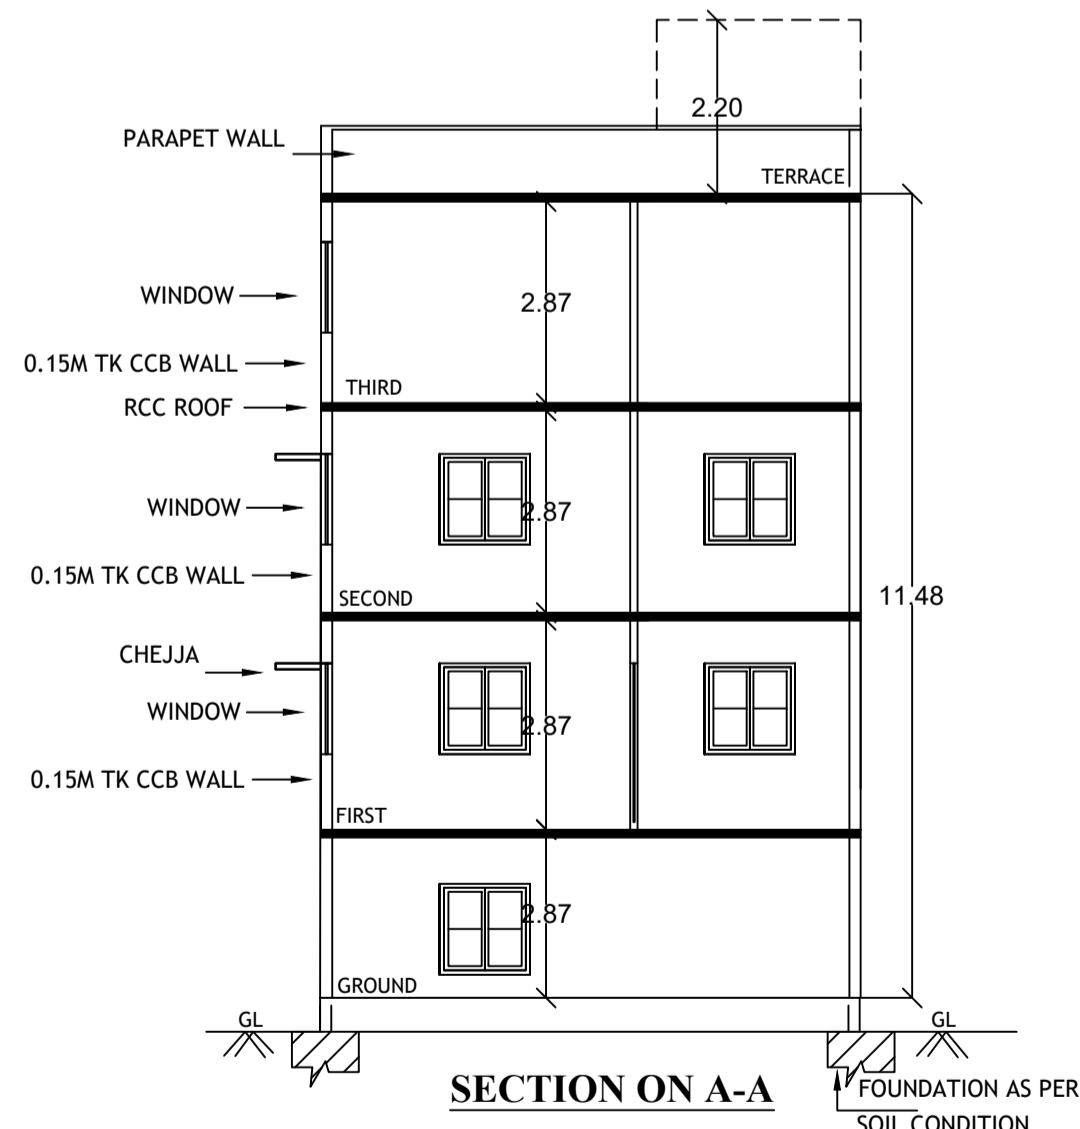 2.20
PARAPET WALL
TERRACE
WINDOW
2.87
0.15M TK CCB WALL
THIRD
RCC ROOF
WINDOW
2.87
0.15M TK CCB WALL
SECOND
11.48
CHEJJA
WINDOW
2.87
0.15M TK CCB WALL
FIRST
2.87
GROUND
GL
GL
SECTION ON A-A
FOUNDATION AS PER
SOIL CONDITION